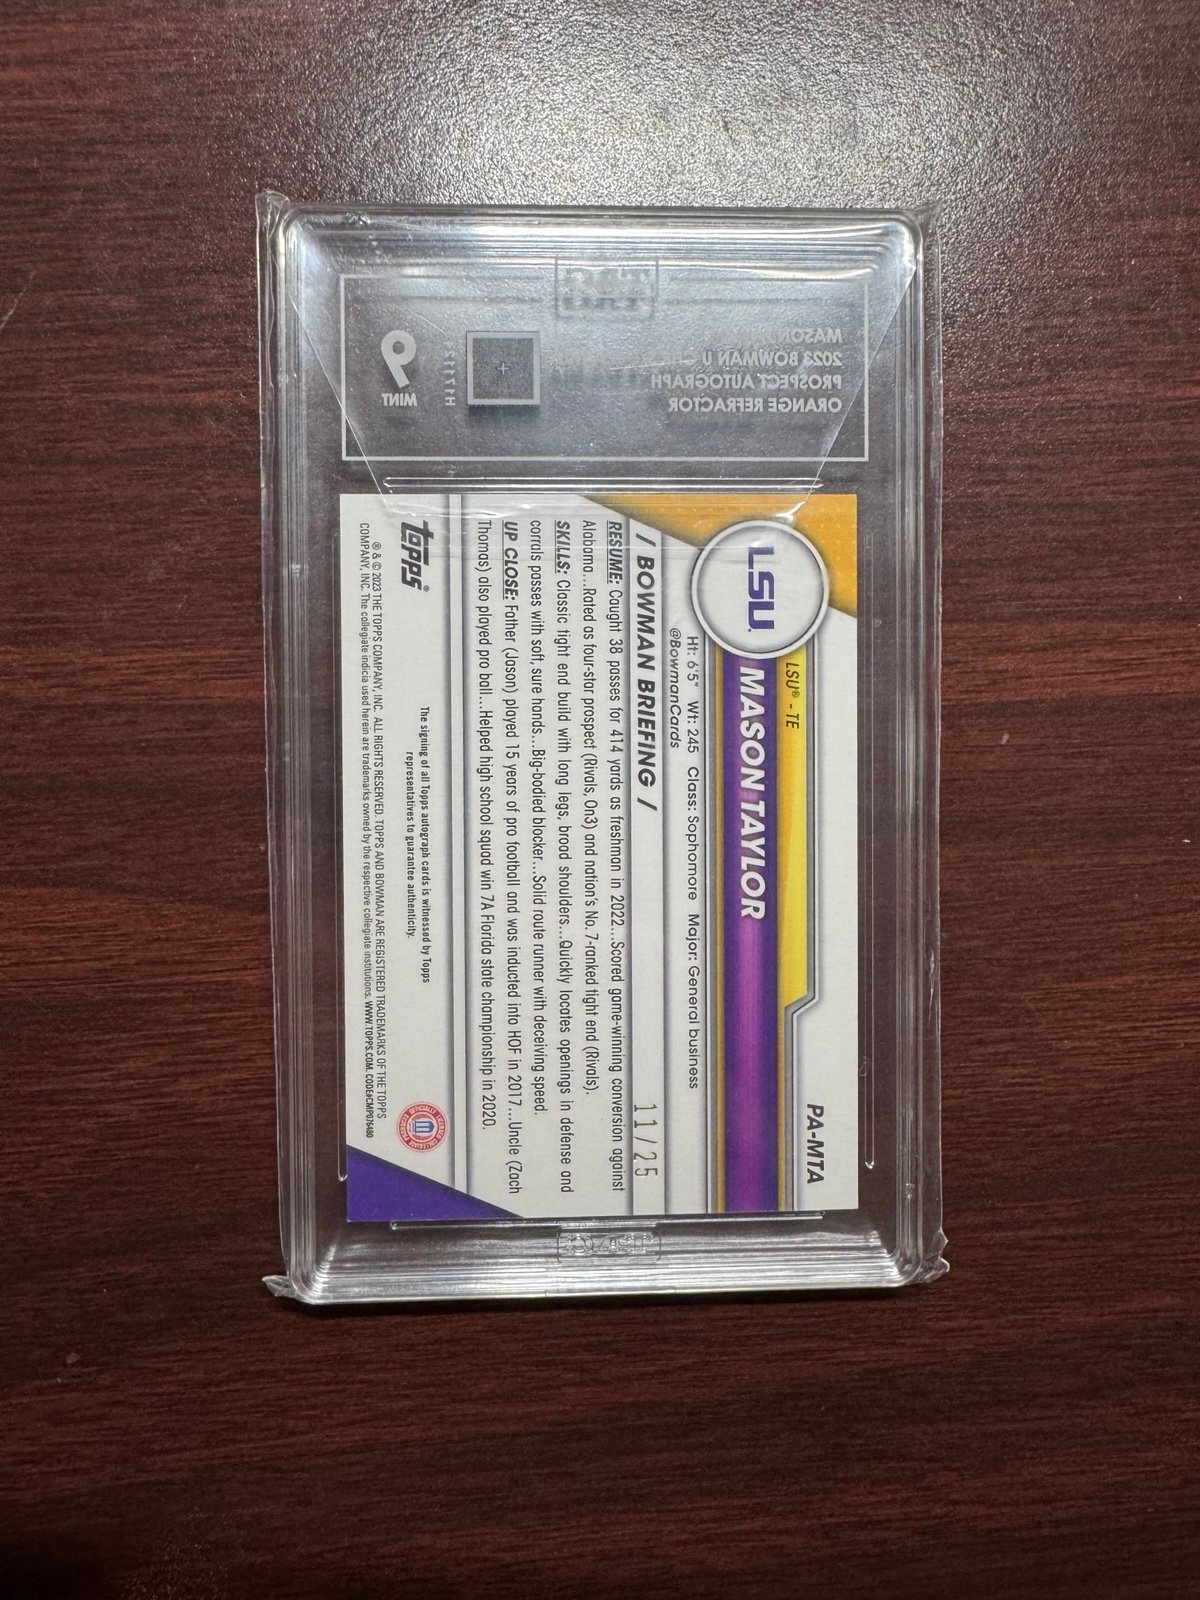 TAG
MASON
2023 BOWMAN U
PROSPECT AUTOGRAPH
ORANGE REFRACTOR
9
MINT
PA-MTA
LSU® - TE
LSU
MASON TAYLOR
Ht: 6'5" Wt: 245 Class: Sophomore Major: General business
@BowmanCards
/ BOWMAN BRIEFING /
11/25
RESUME: Caught 38 passes for 414 yards as freshman in 2022...Scored game-winning conversion against
Alabama...Rated as four-star prospect (Rivals, On3) and nation's No. 7-ranked tight end (Rivals).
SKILLS: Classic tight end build with long legs, broad shoulders...Quickly locates openings in defense and
corrals passes with soft, sure hands...Big-bodied blocker...Solid route runner with deceiving speed.
UP CLOSE: Father (Jason) played 15 years of pro football and was inducted into HOF in 2017...Uncle (Zach
Thomas) also played pro ball...Helped high school squad win 7A Florida state championship in 2020.
topps®
The signing of all Topps autograph cards is witnessed by Topps
representatives to guarantee authenticity.
® & © 2023 THE TOPPS COMPANY, INC. ALL RIGHTS RESERVED. TOPPS AND BOWMAN ARE REGISTERED TRADEMARKS OF THE TOPPS
COMPANY, INC. The collegiate indicia used herein are trademarks owned by the respective collegiate institutions. WWW.TOPPS.COM. CODE#CMP076480